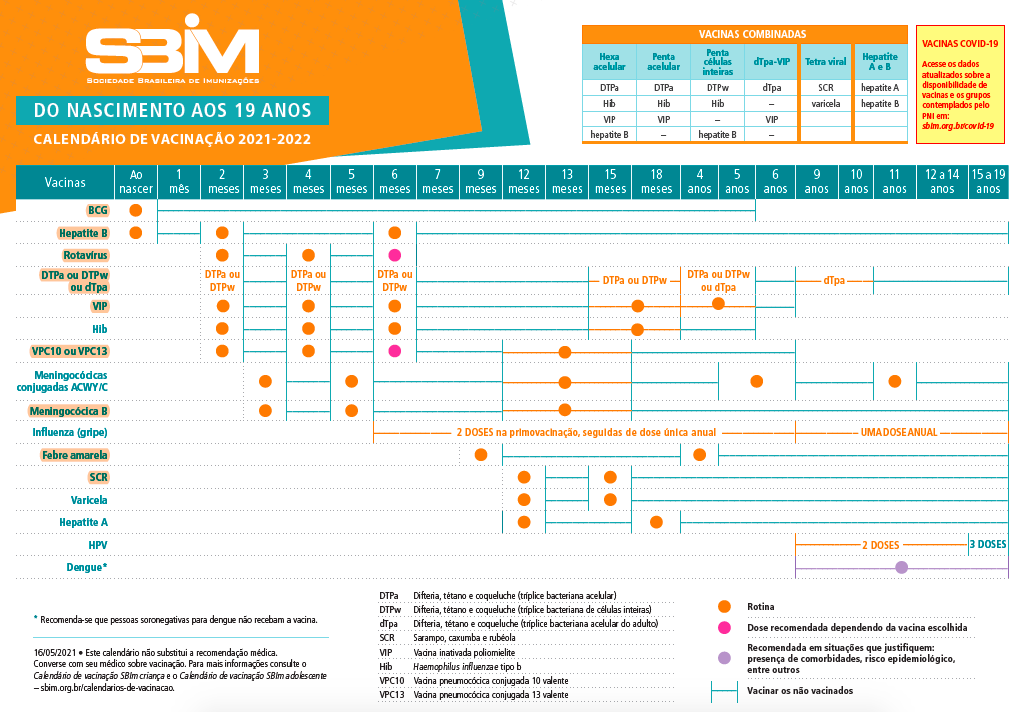 SBIM
SOCIEDADE BRASILEIRA DE IMUNIZAÇÕES
DO NASCIMENTO AOS 19 ANOS
CALENDÁRIO DE VACINAÇÃO 2021-2022
VACINAS COMBINADAS
Hexa acelular | Penta acelular | Penta células inteiras | dTpa-VIP | Tetra viral | Hepatite A e B
DTPa | DTPa | DTPw | dTpa | SCR | hepatite A
Hib | Hib | Hib | – | varicela | hepatite B
VIP | VIP | – | VIP
hepatite B | – | hepatite B | –
VACINAS COVID-19
Acesse os dados
atualizados sobre a
disponibilidade de
vacinas e os grupos
contemplados pelo
PNI em:
sbim.org.br/covid-19
Vacinas | Ao nascer | 1 mês | 2 meses | 3 meses | 4 meses | 5 meses | 6 meses | 7 meses | 9 meses | 12 meses | 13 meses | 15 meses | 18 meses | 4 anos | 5 anos | 6 anos | 9 anos | 10 anos | 11 anos | 12 a 14 anos | 15 a 19 anos
BCG
Hepatite B
Rotavírus
DTPa ou DTPw ou dTpa | DTPa ou DTPw | DTPa ou DTPw | DTPa ou DTPw | DTPa ou DTPw | DTPa ou DTPw ou dTpa | dTpa
VIP
Hib
VPC10 ou VPC13
Meningocócicas
conjugadas ACWY/C
Meningocócica B
Influenza (gripe) | 2 DOSES na primovacinação, seguidas de dose única anual | UMA DOSE ANUAL
Febre amarela
SCR
Varicela
Hepatite A
HPV | 2 DOSES | 3 DOSES
Dengue*
* Recomenda-se que pessoas soronegativas para dengue não recebam a vacina.
16/05/2021 • Este calendário não substitui a recomendação médica.
Converse com seu médico sobre vacinação. Para mais informações consulte o
Calendário de vacinação SBIm criança e o Calendário de vacinação SBIm adolescente
– sbim.org.br/calendarios-de-vacinacao.
DTPa Difteria, tétano e coqueluche (tríplice bacteriana acelular)
DTPw Difteria, tétano e coqueluche (tríplice bacteriana de células inteiras)
dTpa Difteria, tétano e coqueluche (tríplice bacteriana acelular do adulto)
SCR Sarampo, caxumba e rubéola
VIP Vacina inativada poliomielite
Hib Haemophilus influenzae tipo b
VPC10 Vacina pneumocócica conjugada 10 valente
VPC13 Vacina pneumocócica conjugada 13 valente
Rotina
Dose recomendada dependendo da vacina escolhida
Recomendada em situações que justifiquem:
presença de comorbidades, risco epidemiológico,
entre outros
Vacinar os não vacinados